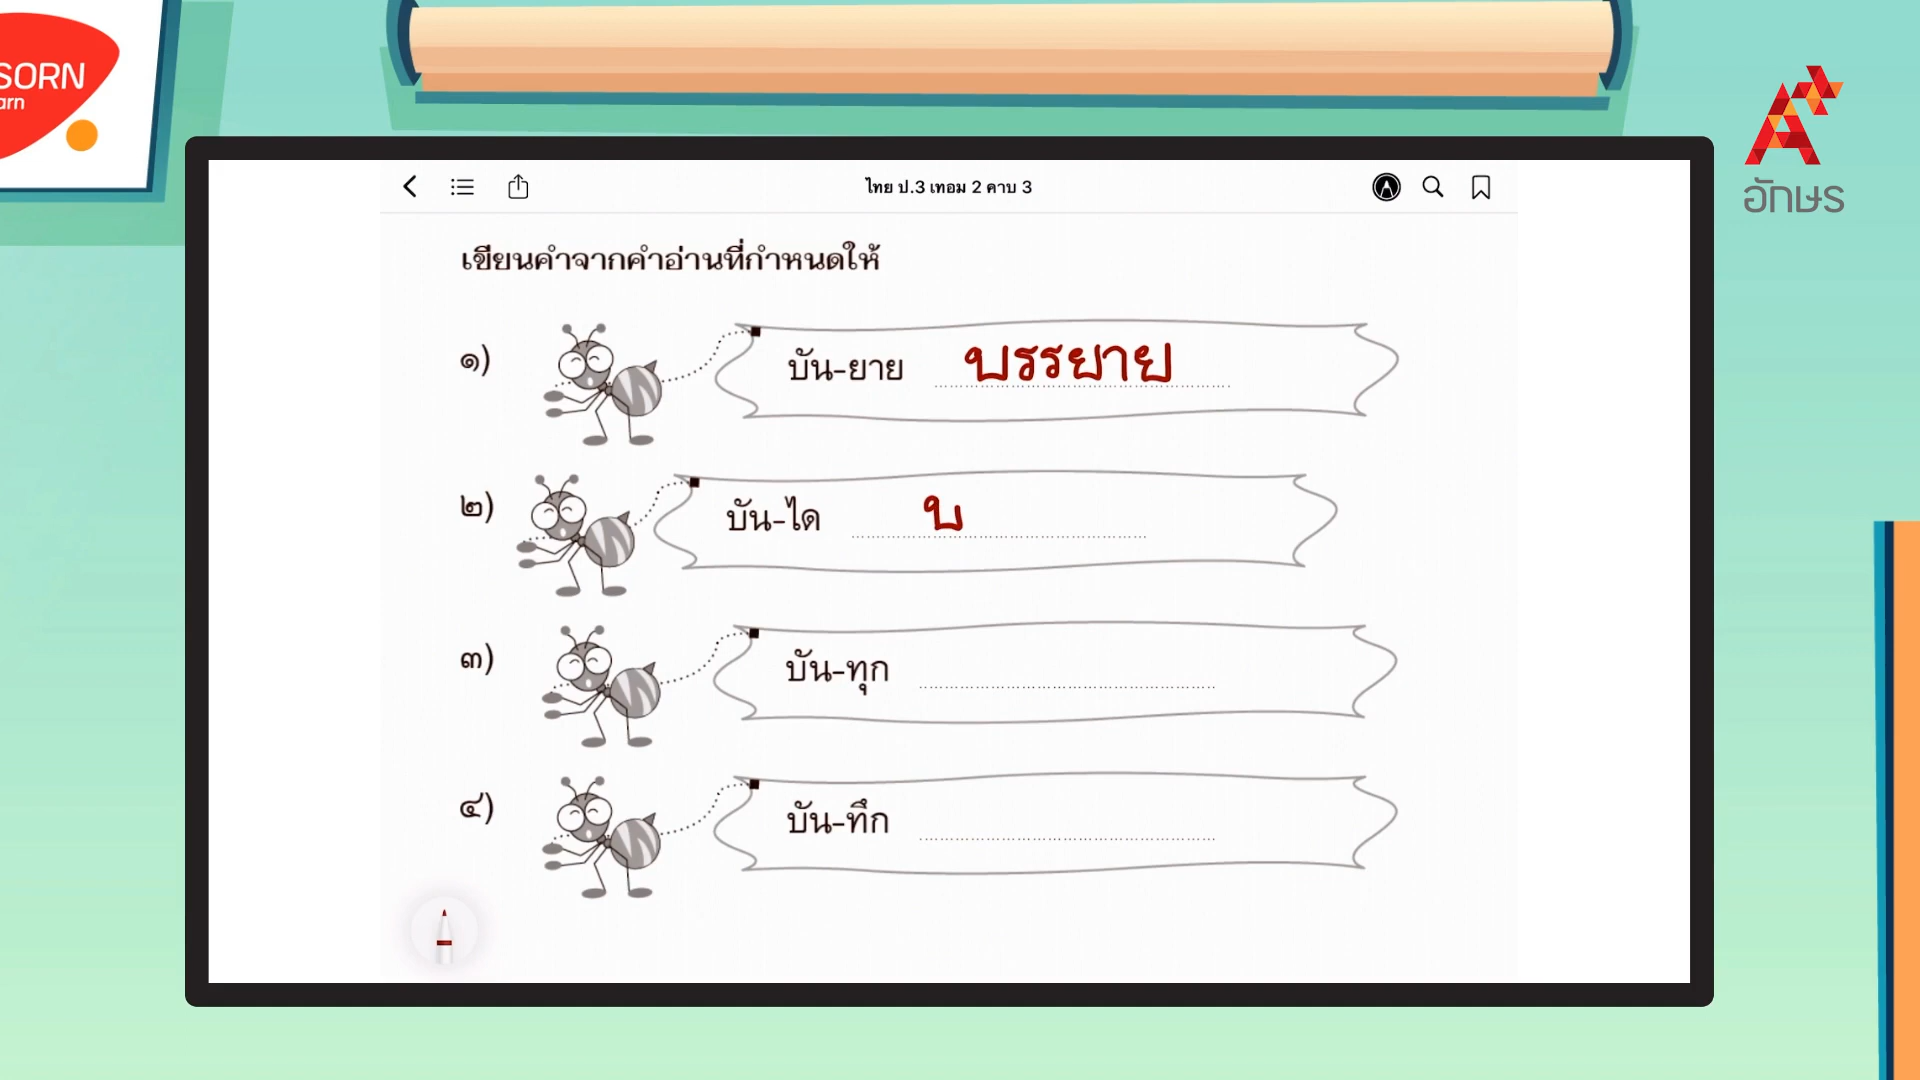 SORN
arn
อักษร
ไทย ป.3 เทอม 2 คาบ 3
เขียนคำจากคำอ่านที่กำหนดให้
๑) บัน-ยาย บรรยาย
๒) บัน-ได บ
๓) บัน-ทุก
๔) บัน-ทึก